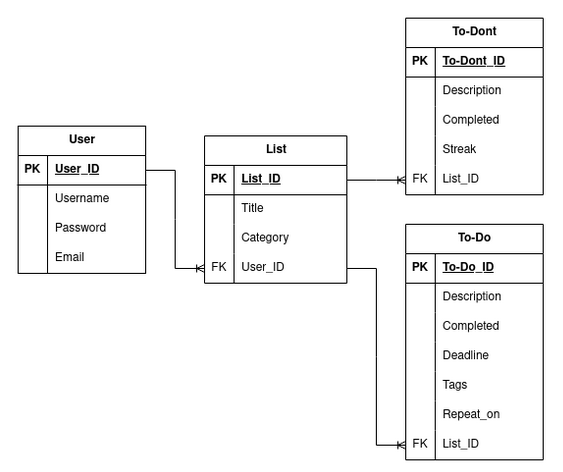 User
PK User_ID
Username
Password
Email
List
PK List_ID
Title
Category
FK User_ID
To-Dont
PK To-Dont_ID
Description
Completed
Streak
FK List_ID
To-Do
PK To-Do_ID
Description
Completed
Deadline
Tags
Repeat_on
FK List_ID